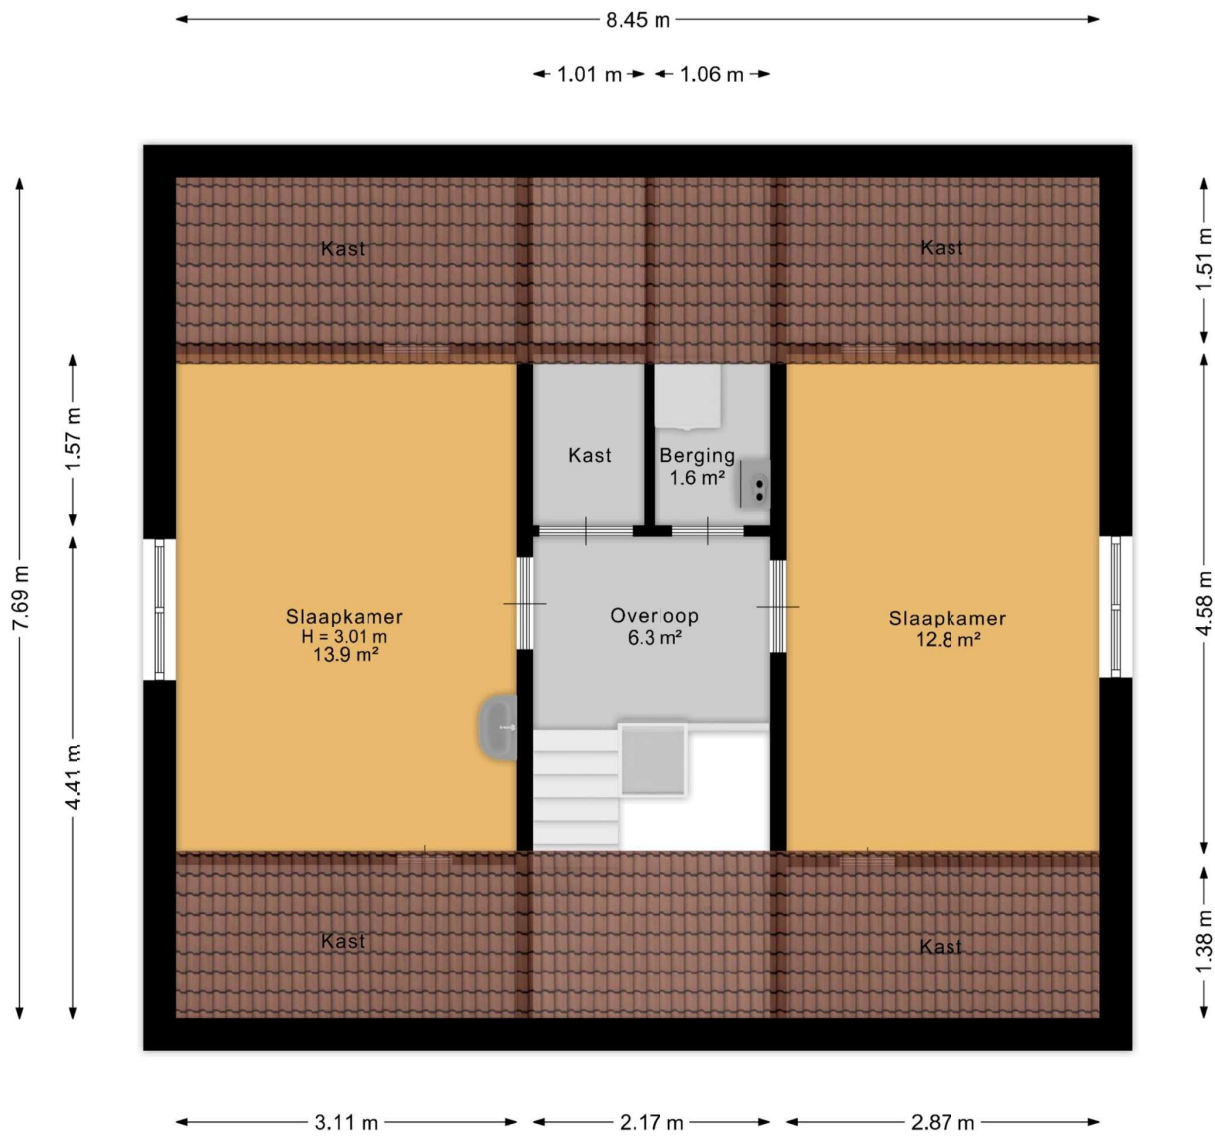 8.45 m
1.01 m
1.06 m
Kast
Kast
1.51 m
1.57 m
Kast
Berging
1.6 m²
7.69 m
4.58 m
Slaapkamer
H = 3.01 m
13.9 m²
Overloop
6.3 m²
Slaapkamer
12.8 m²
4.41 m
Kast
Kast
1.38 m
3.11 m
2.17 m
2.87 m